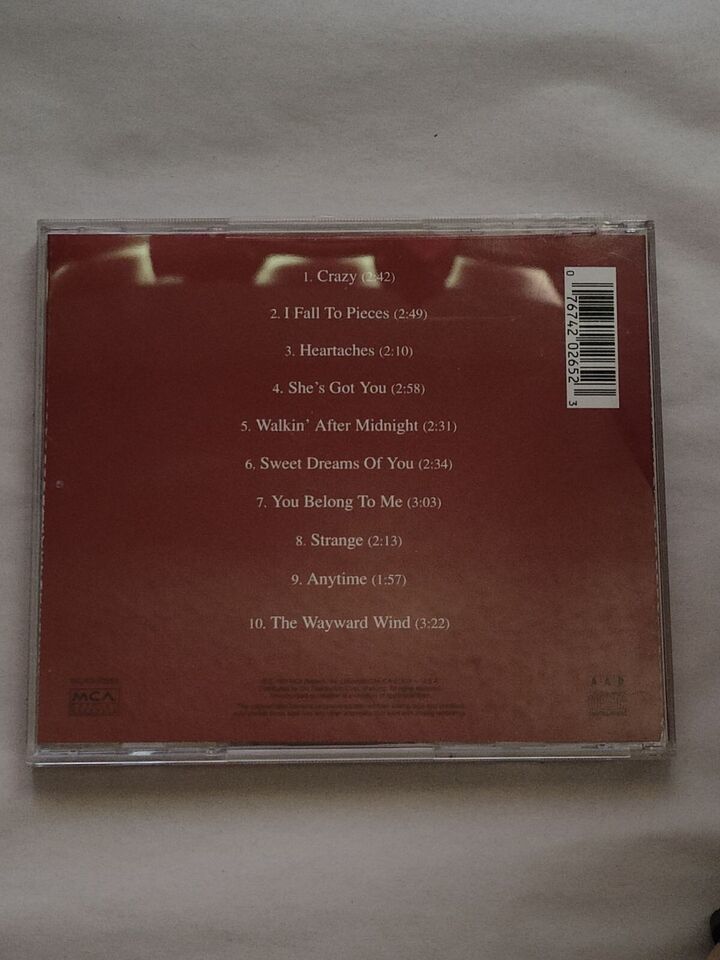 1. Crazy (2:42)
2. I Fall To Pieces (2:49)
3. Heartaches (2:10)
4. She's Got You (2:58)
5. Walkin' After Midnight (2:31)
6. Sweet Dreams Of You (2:34)
7. You Belong To Me (3:03)
8. Strange (2:13)
9. Anytime (1:57)
10. The Wayward Wind (3:22)
0 76742 02652 3
MCA
A A D